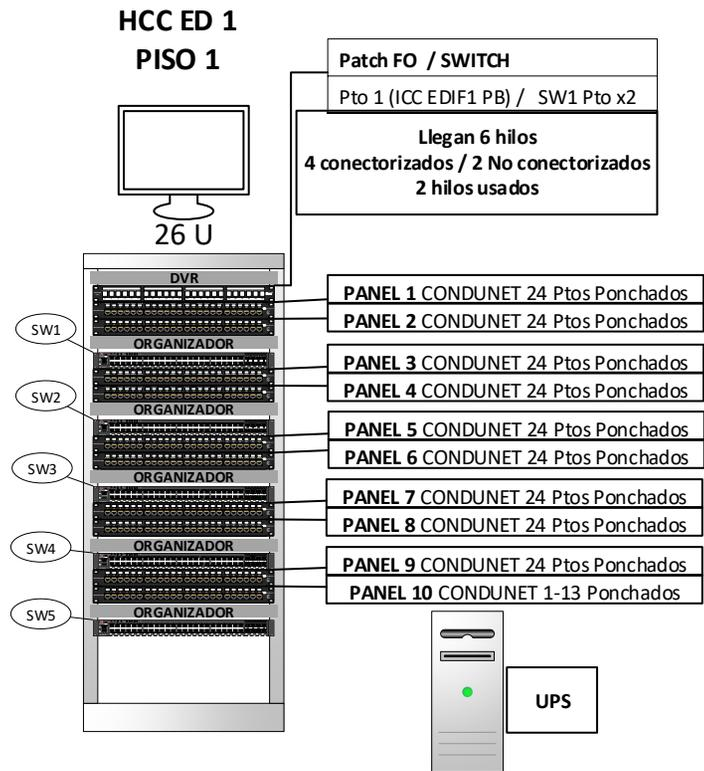 HCC ED 1
PISO 1
Patch FO / SWITCH
Pto 1 (ICC EDIF1 PB) / SW1 Pto x2
Llegan 6 hilos
4 conectorizados / 2 No conectorizados
2 hilos usados
26 U
DVR
PANEL 1 CONDUNET 24 Ptos Ponchados
PANEL 2 CONDUNET 24 Ptos Ponchados
SW1
ORGANIZADOR
PANEL 3 CONDUNET 24 Ptos Ponchados
PANEL 4 CONDUNET 24 Ptos Ponchados
SW2
ORGANIZADOR
PANEL 5 CONDUNET 24 Ptos Ponchados
PANEL 6 CONDUNET 24 Ptos Ponchados
SW3
ORGANIZADOR
PANEL 7 CONDUNET 24 Ptos Ponchados
PANEL 8 CONDUNET 24 Ptos Ponchados
SW4
ORGANIZADOR
PANEL 9 CONDUNET 24 Ptos Ponchados
PANEL 10 CONDUNET 1-13 Ponchados
SW5
ORGANIZADOR
UPS